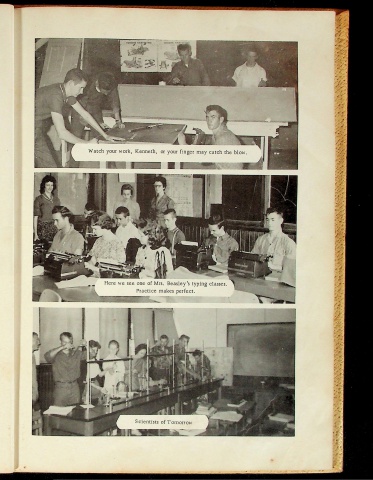 Watch your work, Kenneth, or your finger may catch the blow.
Here we see one of Mrs. Beasley's typing classes.
Practice makes perfect.
Scientists of Tomorrow